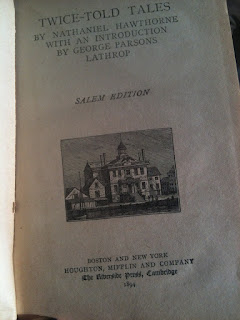 TWICE-TOLD TALES
BY NATHANIEL HAWTHORNE
WITH AN INTRODUCTION
BY GEORGE PARSONS
LATHROP
SALEM EDITION
BOSTON AND NEW YORK
HOUGHTON, MIFFLIN AND COMPANY
The Riverside Press, Cambridge
1894